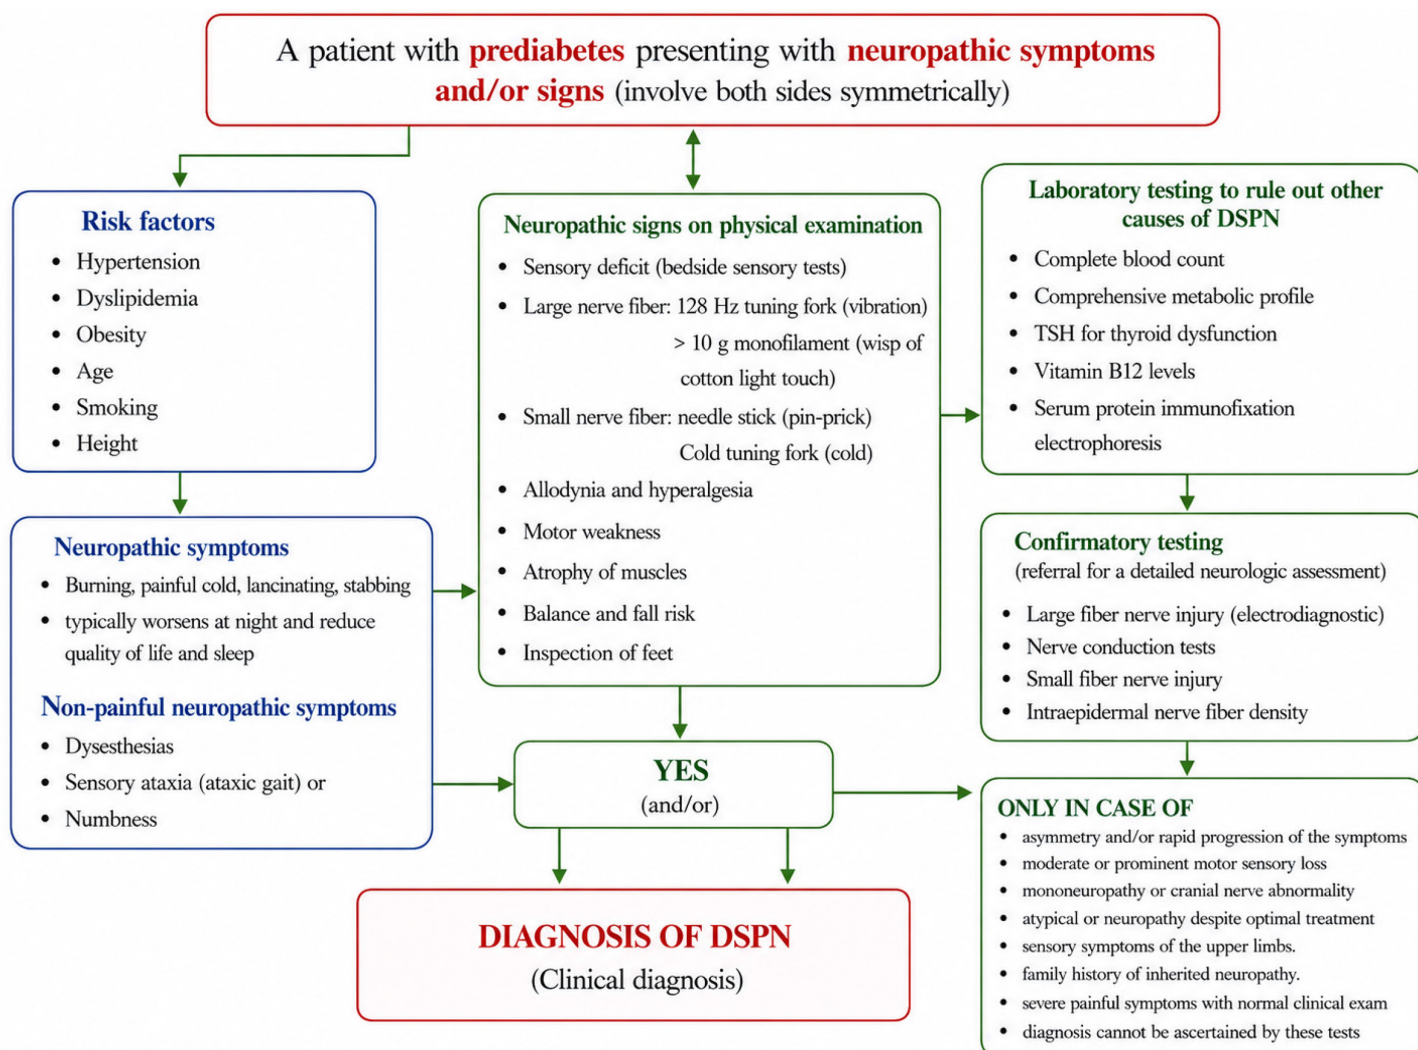 A patient with prediabetes presenting with neuropathic symptoms
and/or signs (involve both sides symmetrically)
Risk factors
• Hypertension
• Dyslipidemia
• Obesity
• Age
• Smoking
• Height
Neuropathic symptoms
• Burning, painful cold, lancinating, stabbing
• typically worsens at night and reduce
quality of life and sleep
Non-painful neuropathic symptoms
• Dysesthesias
• Sensory ataxia (ataxic gait) or
• Numbness
Neuropathic signs on physical examination
• Sensory deficit (bedside sensory tests)
• Large nerve fiber: 128 Hz tuning fork (vibration)
> 10 g monofilament (wisp of
cotton light touch)
• Small nerve fiber: needle stick (pin-prick)
Cold tuning fork (cold)
• Allodynia and hyperalgesia
• Motor weakness
• Atrophy of muscles
• Balance and fall risk
• Inspection of feet
YES
(and/or)
DIAGNOSIS OF DSPN
(Clinical diagnosis)
Laboratory testing to rule out other
causes of DSPN
• Complete blood count
• Comprehensive metabolic profile
• TSH for thyroid dysfunction
• Vitamin B12 levels
• Serum protein immunofixation
electrophoresis
Confirmatory testing
(referral for a detailed neurologic assessment)
• Large fiber nerve injury (electrodiagnostic)
• Nerve conduction tests
• Small fiber nerve injury
• Intraepidermal nerve fiber density
ONLY IN CASE OF
• asymmetry and/or rapid progression of the symptoms
• moderate or prominent motor sensory loss
• mononeuropathy or cranial nerve abnormality
• atypical or neuropathy despite optimal treatment
• sensory symptoms of the upper limbs.
• family history of inherited neuropathy.
• severe painful symptoms with normal clinical exam
• diagnosis cannot be ascertained by these tests